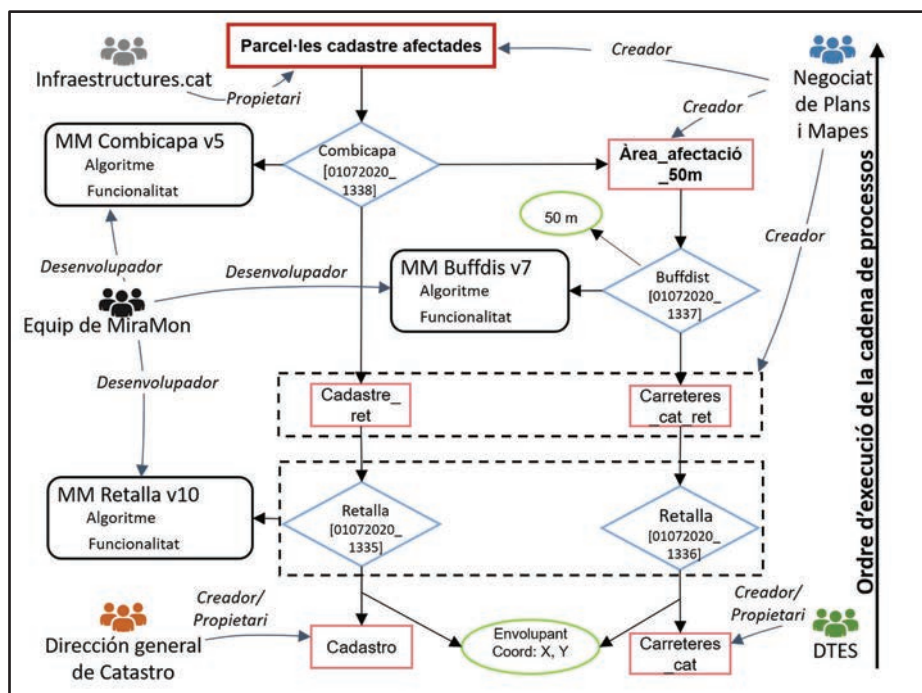 Parcel·les cadastre afectades
Creador
Infraestructures.cat
Propietari
Negociat
de Plans
i Mapes
Creador
MM Combicapa v5
Algoritme
Funcionalitat
Combicapa
[01072020_
1338]
Àrea_afectació
_50m
50 m
Creador
Desenvolupador
Desenvolupador
MM Buffdis v7
Algoritme
Funcionalitat
Buffdist
[01072020_
1337]
Equip de MiraMon
Desenvolupador
Cadastre_
ret
Carreteres
_cat_ret
MM Retalla v10
Algoritme
Funcionalitat
Retalla
[01072020_
1335]
Retalla
[01072020_
1336]
Creador/
Propietari
Dirección general
de Catastro
Cadastro
Envolupant
Coord: X, Y
Carreteres
_cat
Creador/
Propietari
DTES
Ordre d'execució de la cadena de processos